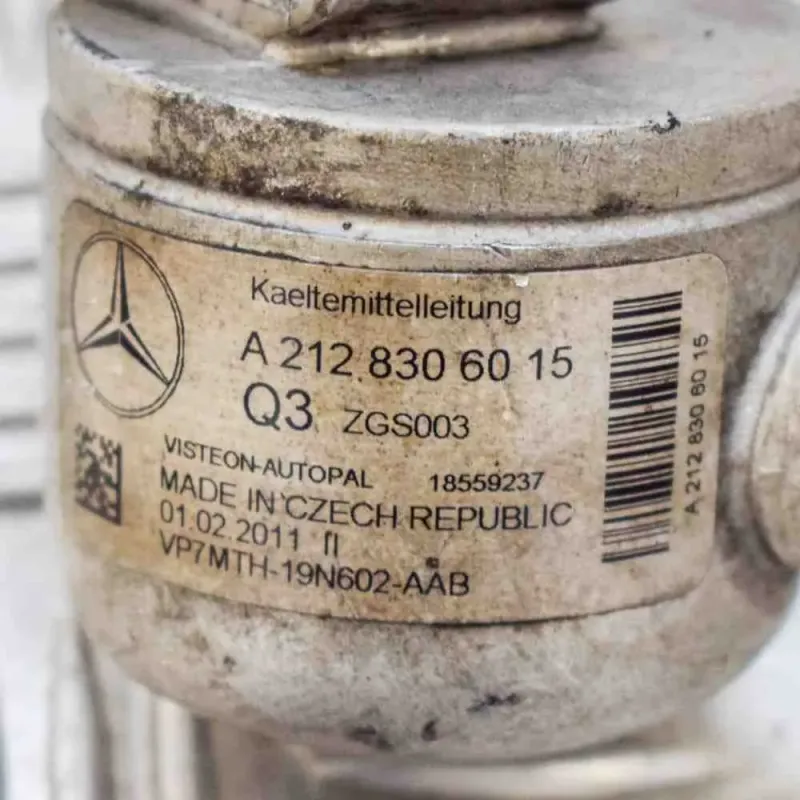 Kaeltemittelleitung
A 212 830 60 15
Q3 ZGS003
VISTEON-AUTOPAL 18559237
MADE IN CZECH REPUBLIC
01.02.2011 II
VP7MTH-19N602-AAB
A 212 830 60 15